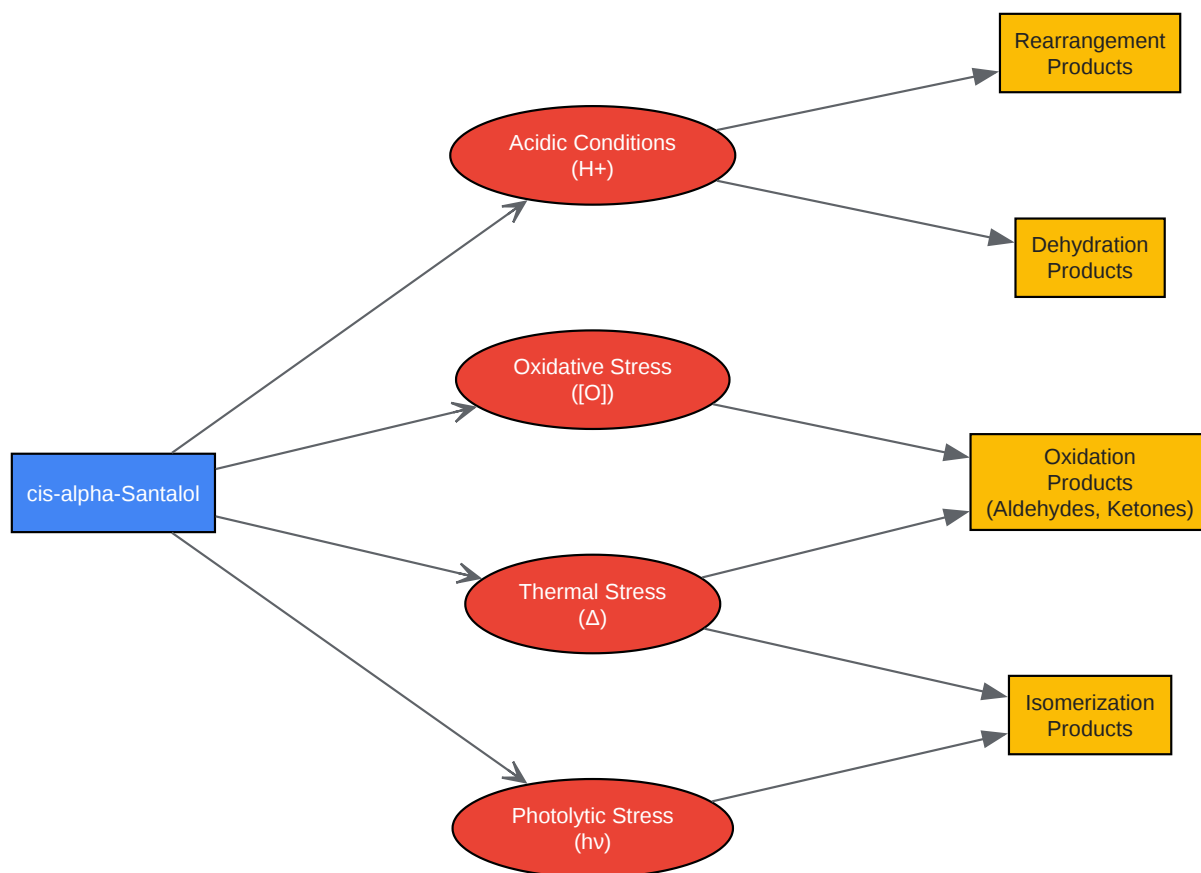 Rearrangement
Products
Acidic Conditions
(H+)
Dehydration
Products
Oxidative Stress
([O])
Oxidation
Products
(Aldehydes, Ketones)
cis-alpha-Santalol
Thermal Stress
(Δ)
Isomerization
Products
Photolytic Stress
(hν)